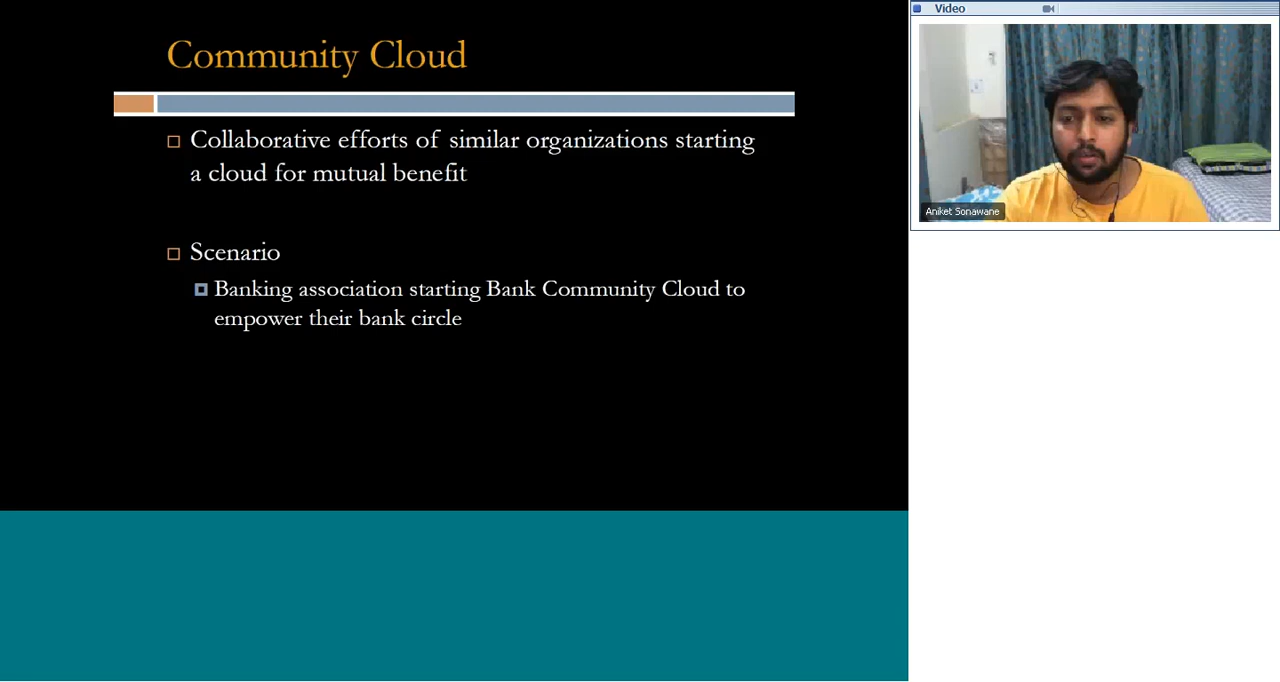 Community Cloud
Collaborative efforts of similar organizations starting
a cloud for mutual benefit
Scenario
Banking association starting Bank Community Cloud to
empower their bank circle
Video
Aniket Sonawane